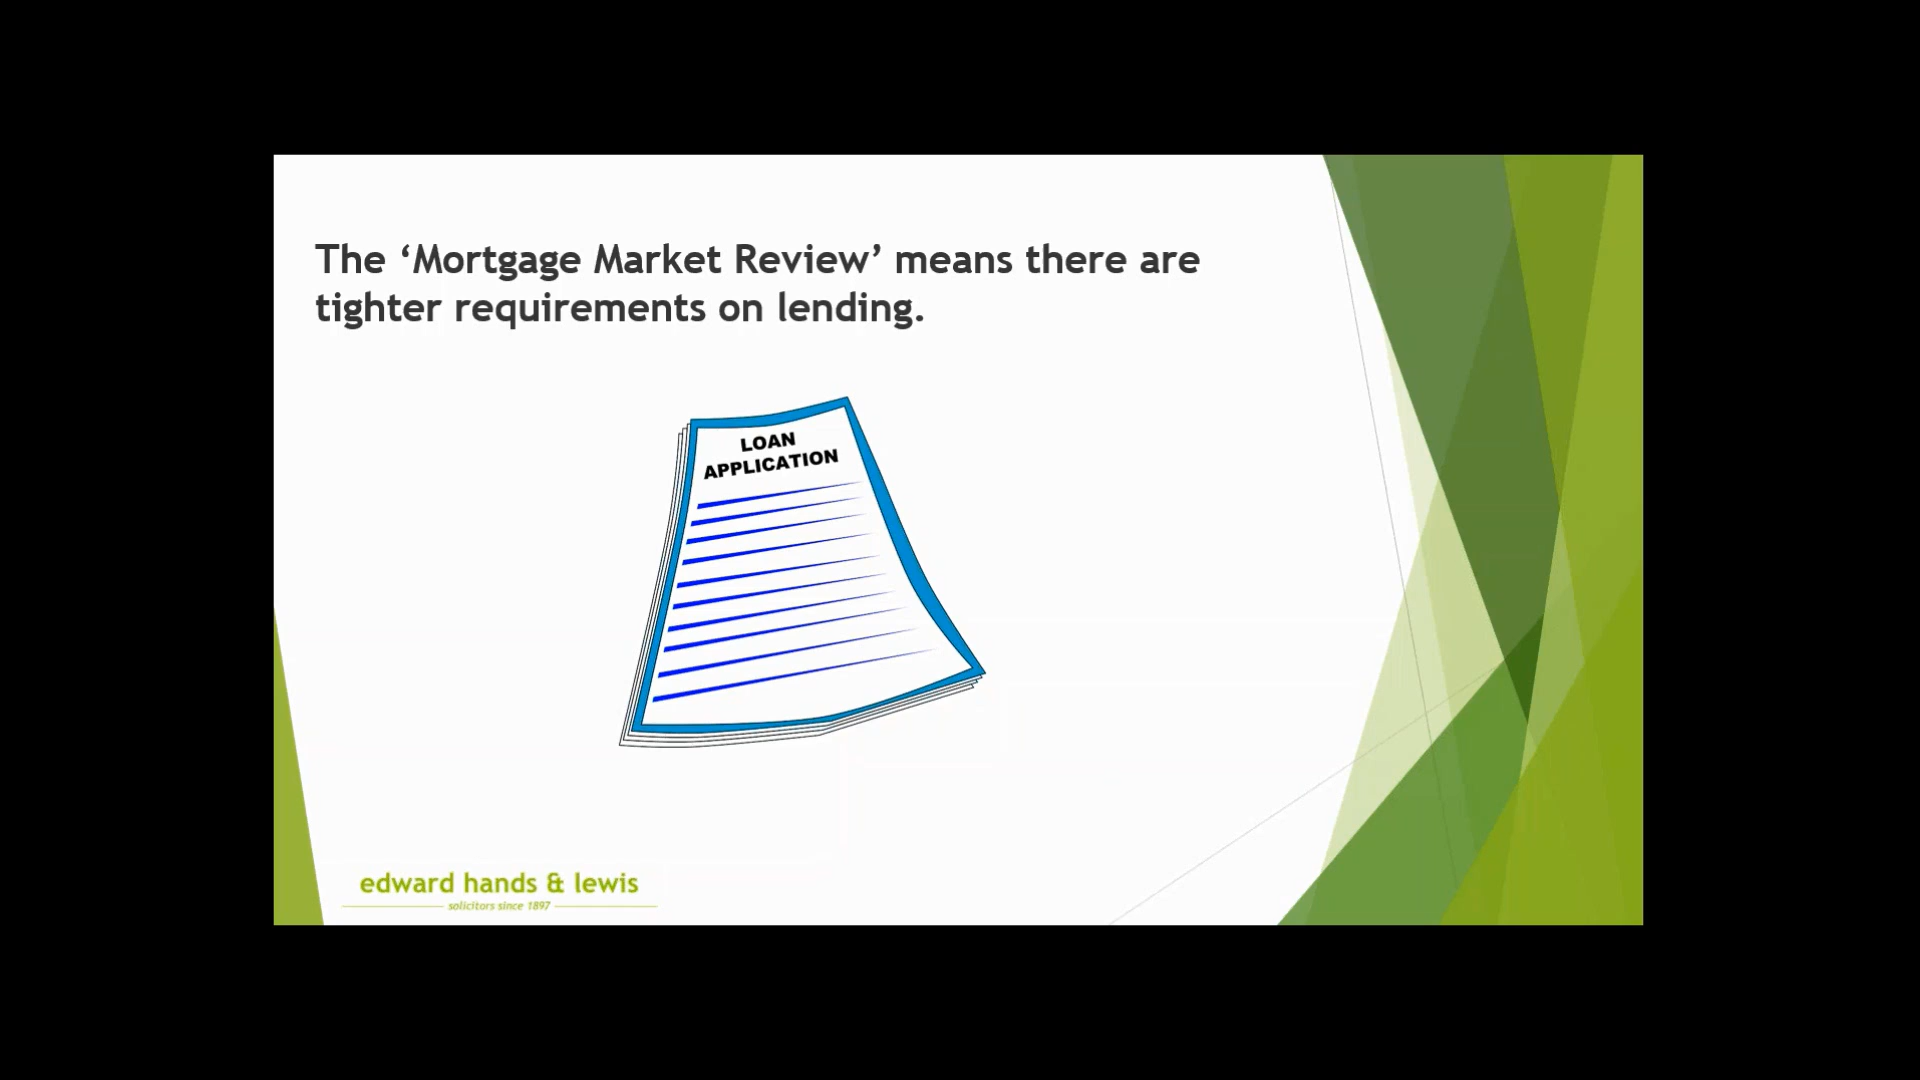 The ‘Mortgage Market Review’ means there are
tighter requirements on lending.
LOAN
APPLICATION
edward hands & lewis
solicitors since 1897